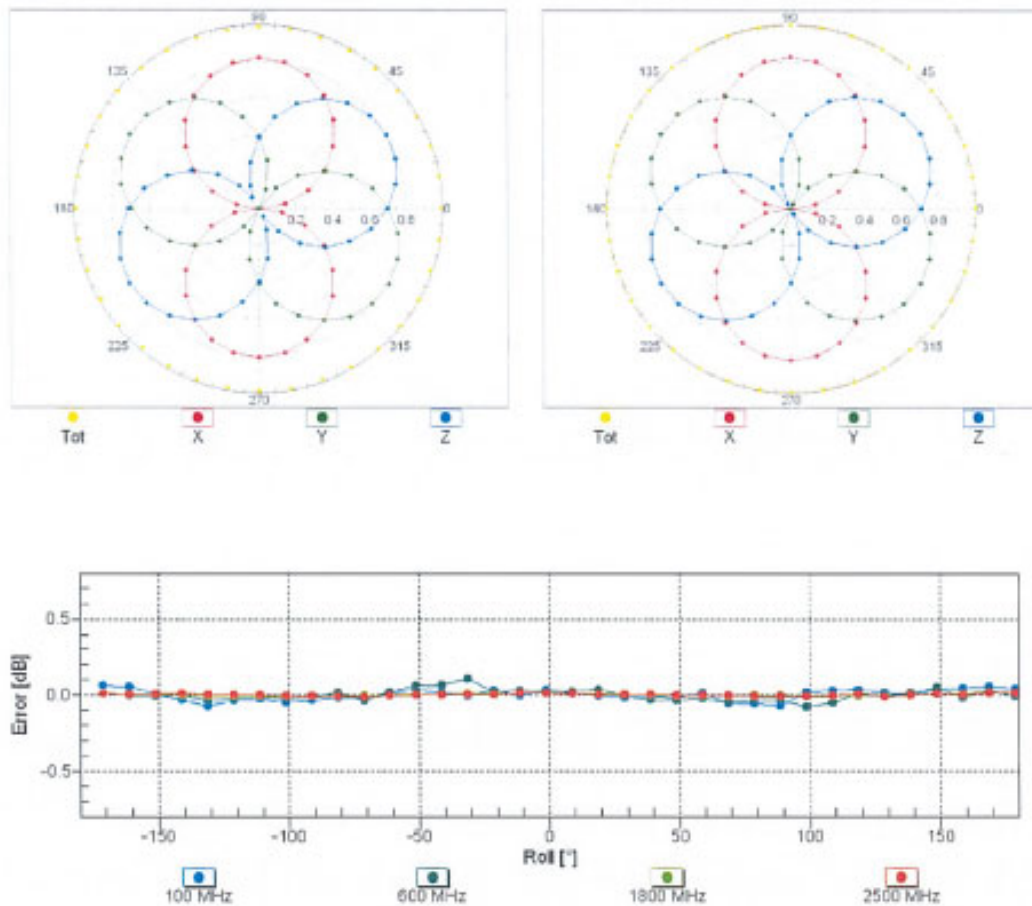 90 90
135 45 135 45
180 0.2 0.4 0.6 0.8 0 180 0.2 0.4 0.6 0.8 0
225 315 225 315
270 270
Tot X Y Z Tot X Y Z
0.5
0.0
-0.5
Error [dB]
-150 -100 -50 0 50 100 150
Roll [°]
100 MHz 600 MHz 1800 MHz 2500 MHz